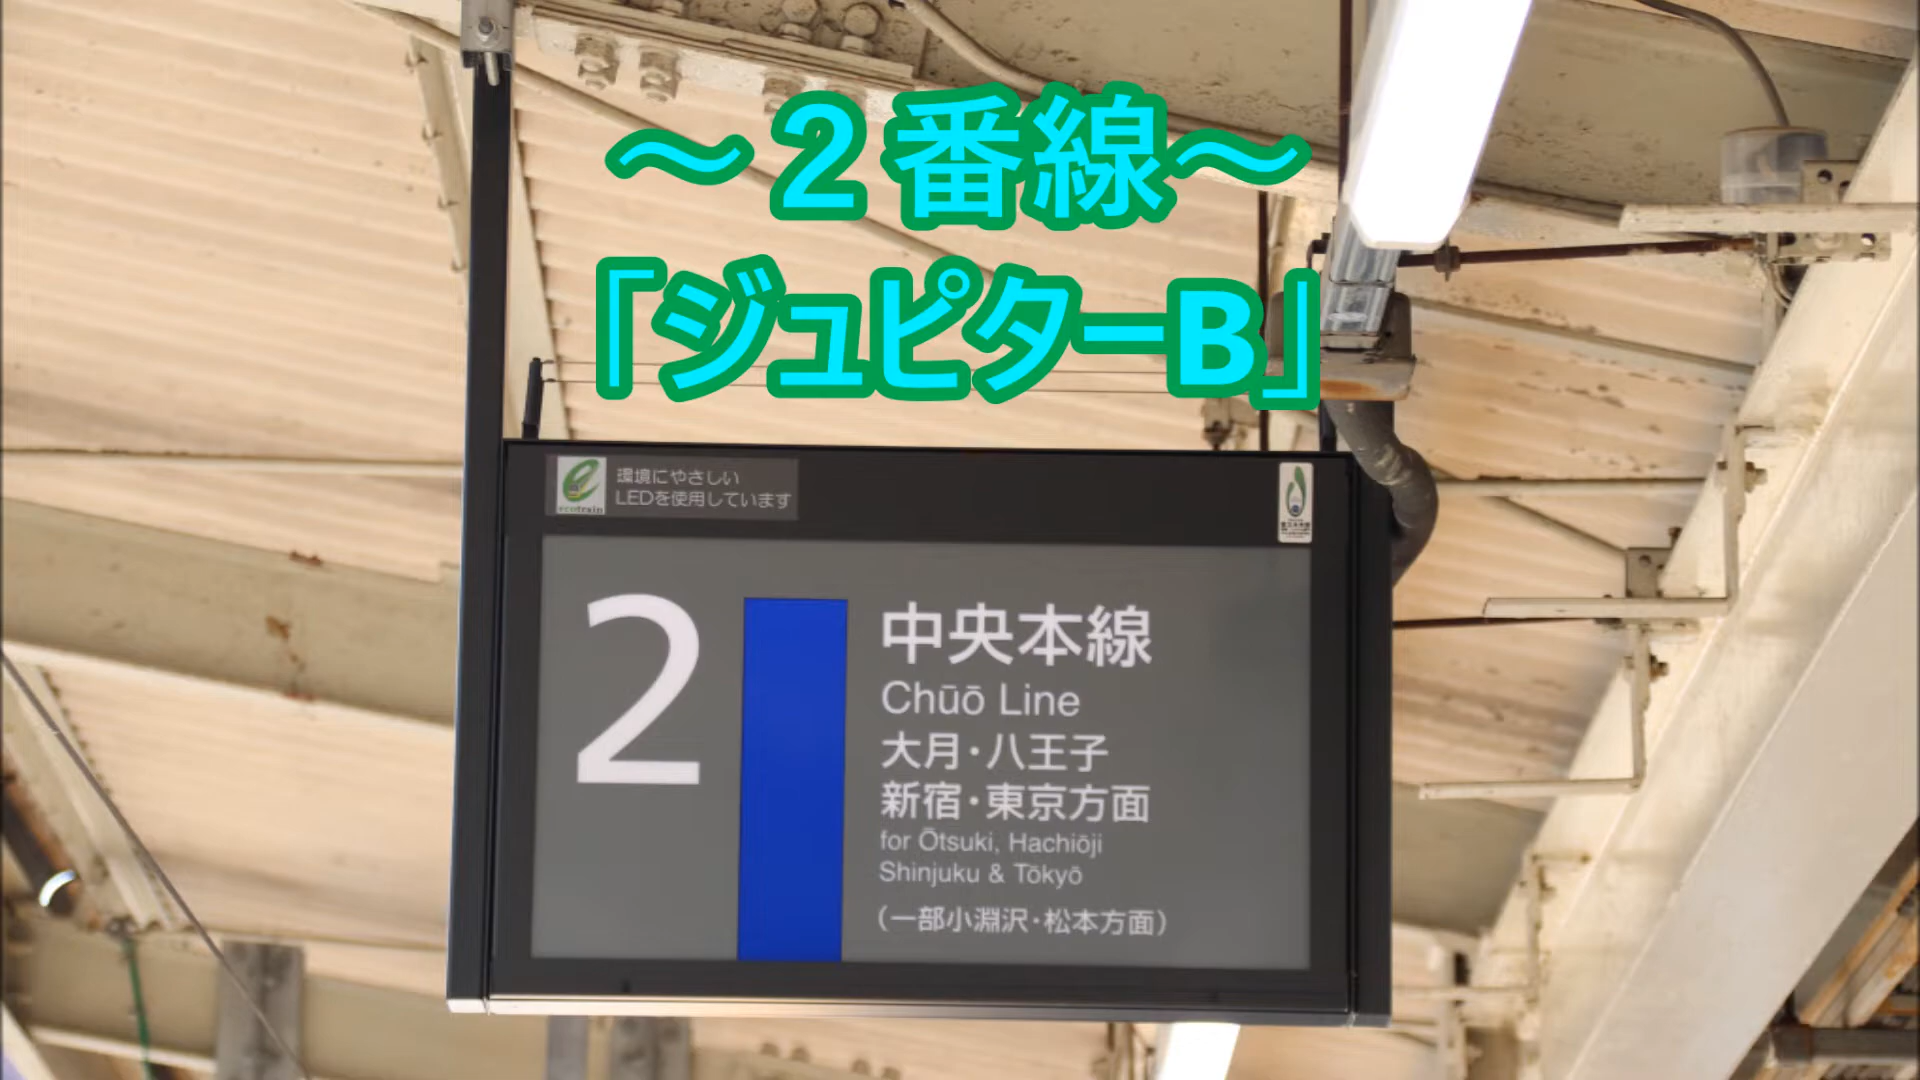 ～２番線～
「ジュピターB」
環境にやさしい
LEDを使用しています
ecotrain
2
中央本線
Chūō Line
大月・八王子
新宿・東京方面
for Ōtsuki, Hachiōji
Shinjuku & Tōkyō
（一部小淵沢・松本方面）